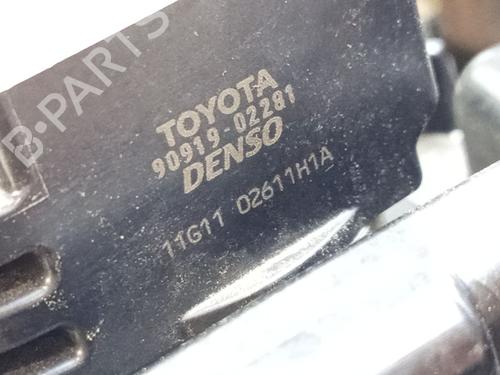 B-PARTS
TOYOTA
90919-02281
DENSO
11G11 02611H1A